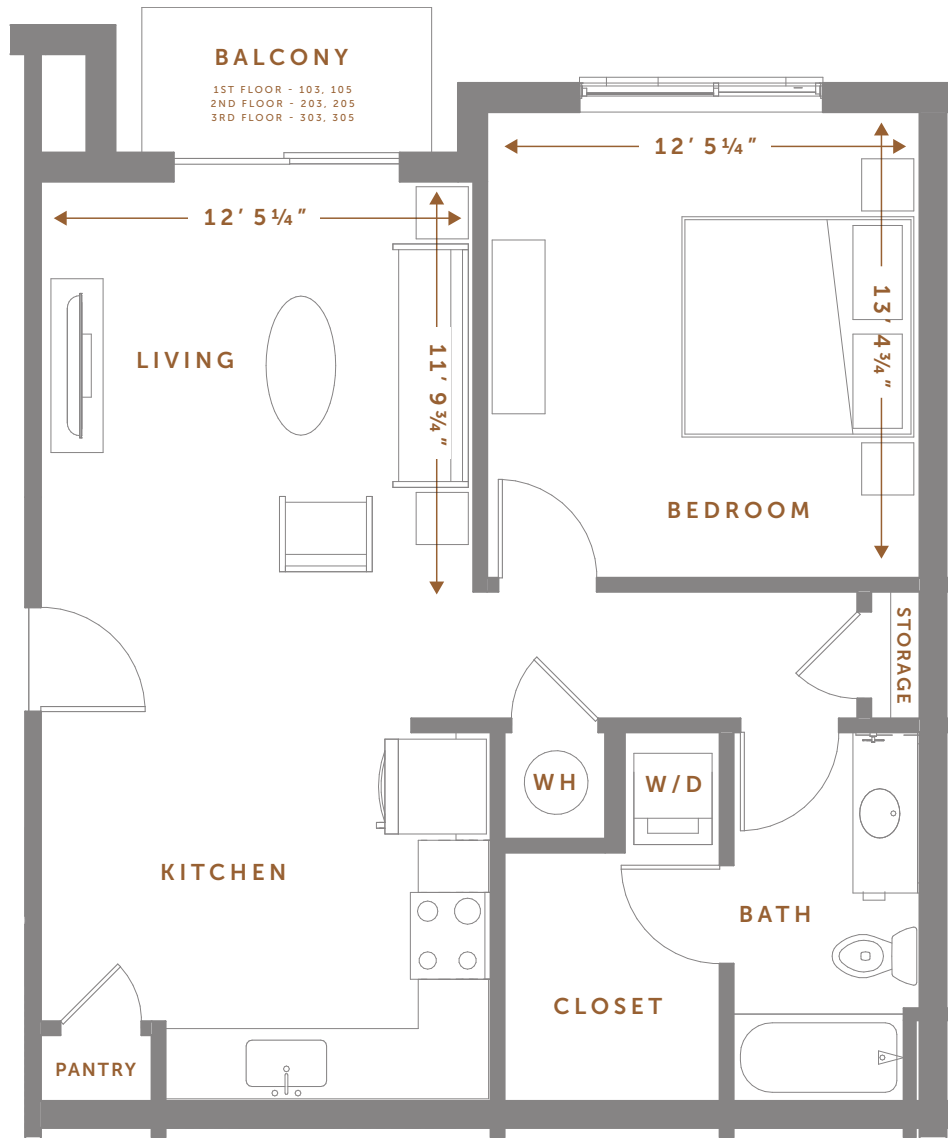 BALCONY
1ST FLOOR - 103, 105
2ND FLOOR - 203, 205
3RD FLOOR - 303, 305
12' 5¼"
12' 5¼"
13' 4¾"
LIVING
11' 9¾"
BEDROOM
STORAGE
WH
W/D
KITCHEN
BATH
CLOSET
PANTRY